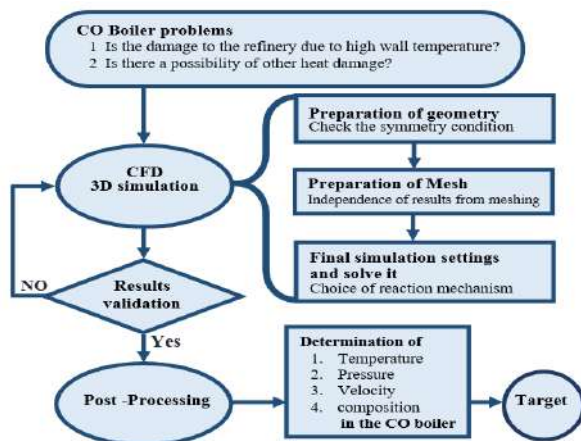 CO Boiler problems
1 Is the damage to the refinery due to high wall temperature?
2 Is there a possibility of other heat damage?
CFD
3D simulation
Preparation of geometry
Check the symmetry condition
Preparation of Mesh
Independence of results from meshing
Final simulation settings
and solve it
Choice of reaction mechanism
NO
Results
validation
Yes
Post -Processing
Determination of
1. Temperature
2. Pressure
3. Velocity
4. composition
in the CO boiler
Target